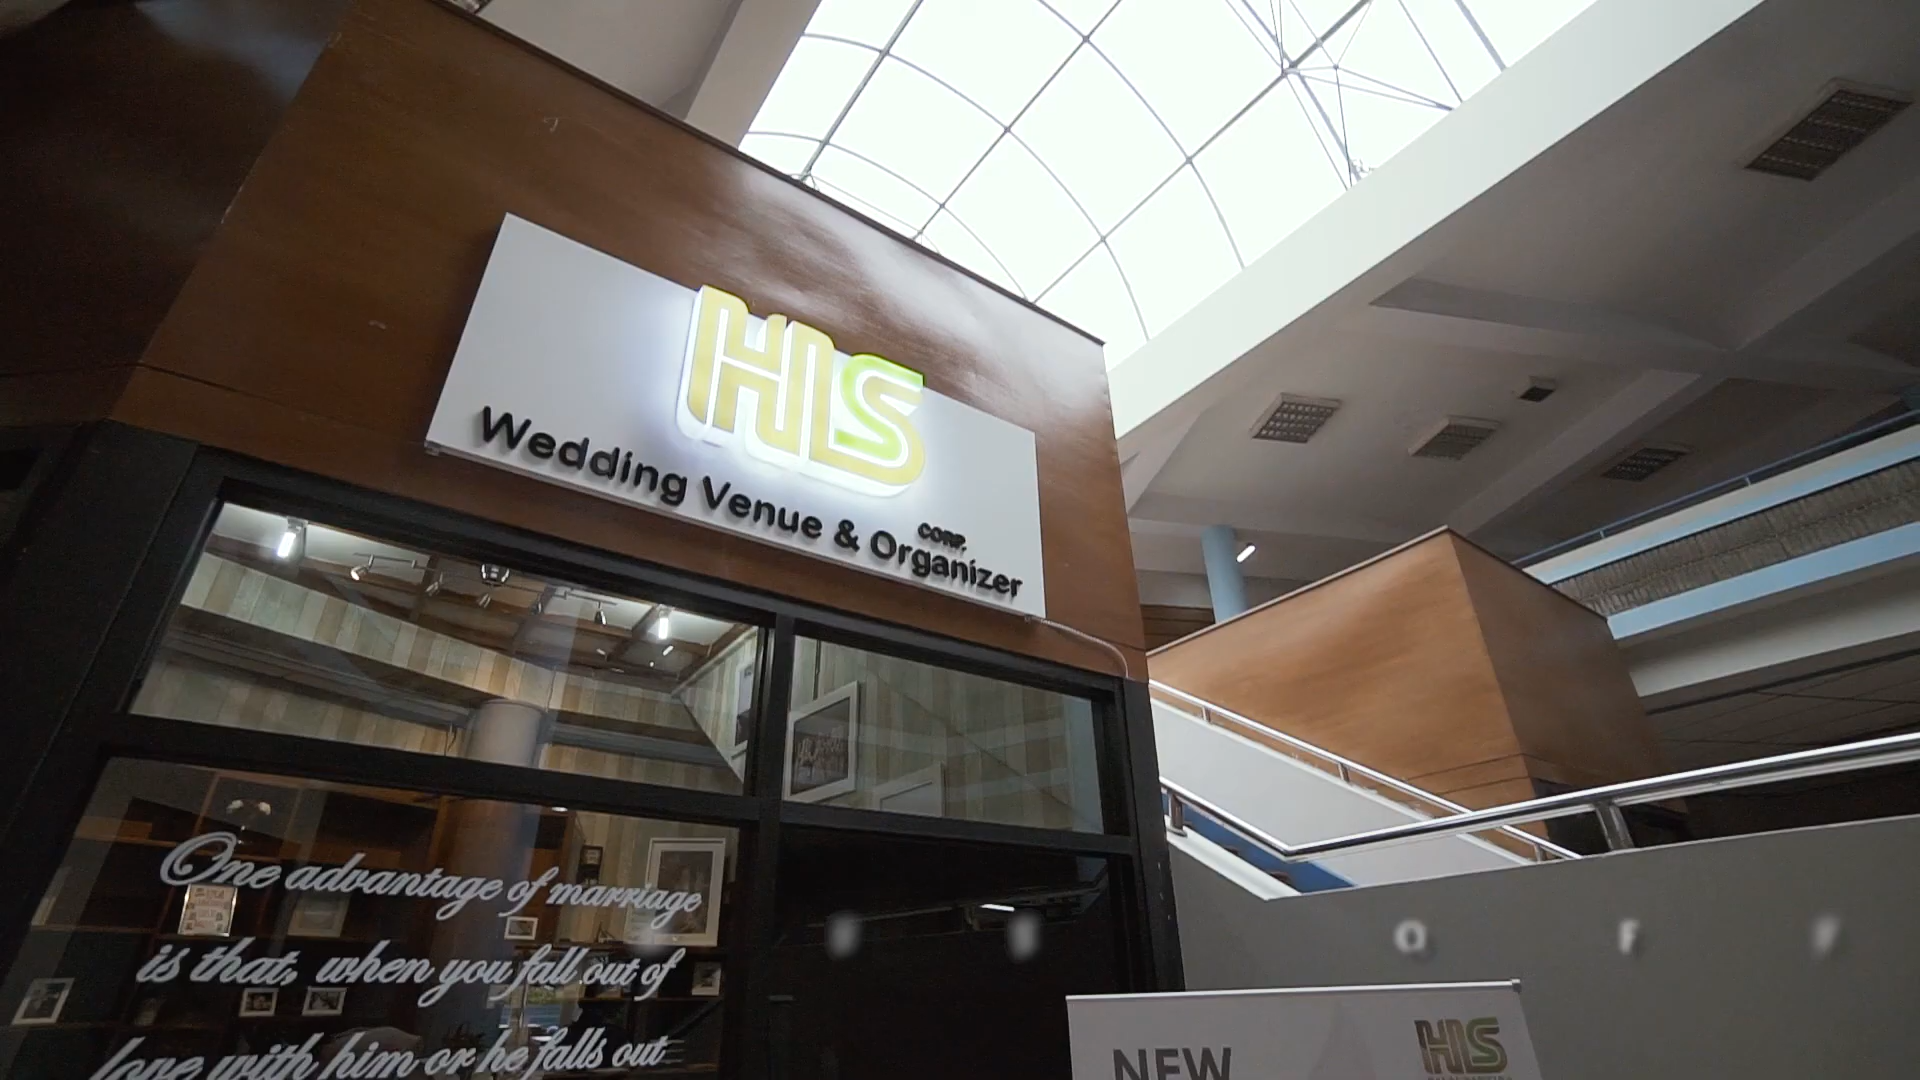 HLS
CORP.
Wedding Venue & Organizer
One advantage of marriage
is that, when you fall out of
love with him or he falls out
O F F
NEW
HLS